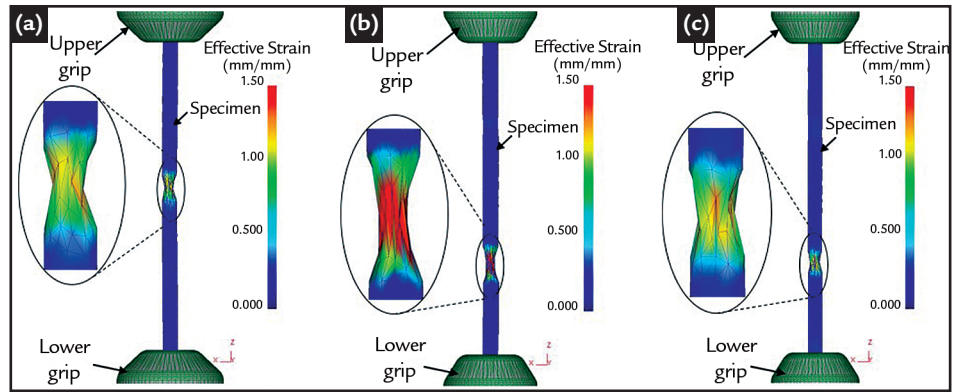 (a)
Upper
grip
Effective Strain
(mm/mm)
1.50
Specimen
1.00
0.500
0.000
Lower
grip
z
x
(b)
Upper
grip
Effective Strain
(mm/mm)
1.50
Specimen
1.00
0.500
0.000
Lower
grip
z
x
(c)
Upper
grip
Effective Strain
(mm/mm)
1.50
Specimen
1.00
0.500
0.000
Lower
grip
z
x